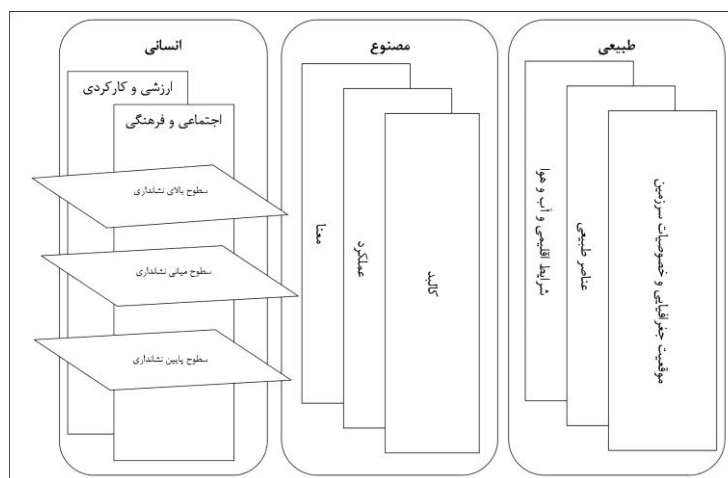 طبیعی
موقعیت جغرافیایی و خصوصیات سرزمین
عناصر طبیعی
شرایط اقلیمی و آب و هوا
مصنوع
کالبد
عملکرد
معنا
انسانی
ارزشی و کارکردی
اجتماعی و فرهنگی
سطوح بالای نشانداری
سطوح میانی نشانداری
سطوح پایین نشانداری